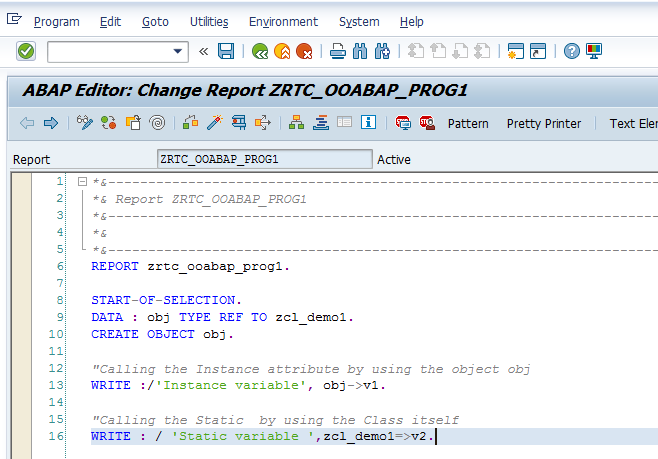 Program Edit Goto Utilities Environment System Help
ABAP Editor: Change Report ZRTC_OOABAP_PROG1
Pattern Pretty Printer Text Elen
Report ZRTC_OOABAP_PROG1 Active
1 *&---------------------------------------------------------------------
2 *& Report ZRTC_OOABAP_PROG1
3 *&---------------------------------------------------------------------
4 *&
5 *&---------------------------------------------------------------------
6 REPORT zrtc_ooabap_prog1.
7
8 START-OF-SELECTION.
9 DATA : obj TYPE REF TO zcl_demo1.
10 CREATE OBJECT obj.
11
12 "Calling the Instance attribute by using the object obj
13 WRITE :/'Instance variable', obj->v1.
14
15 "Calling the Static  by using the Class itself
16 WRITE : / 'Static variable ',zcl_demo1=>v2.